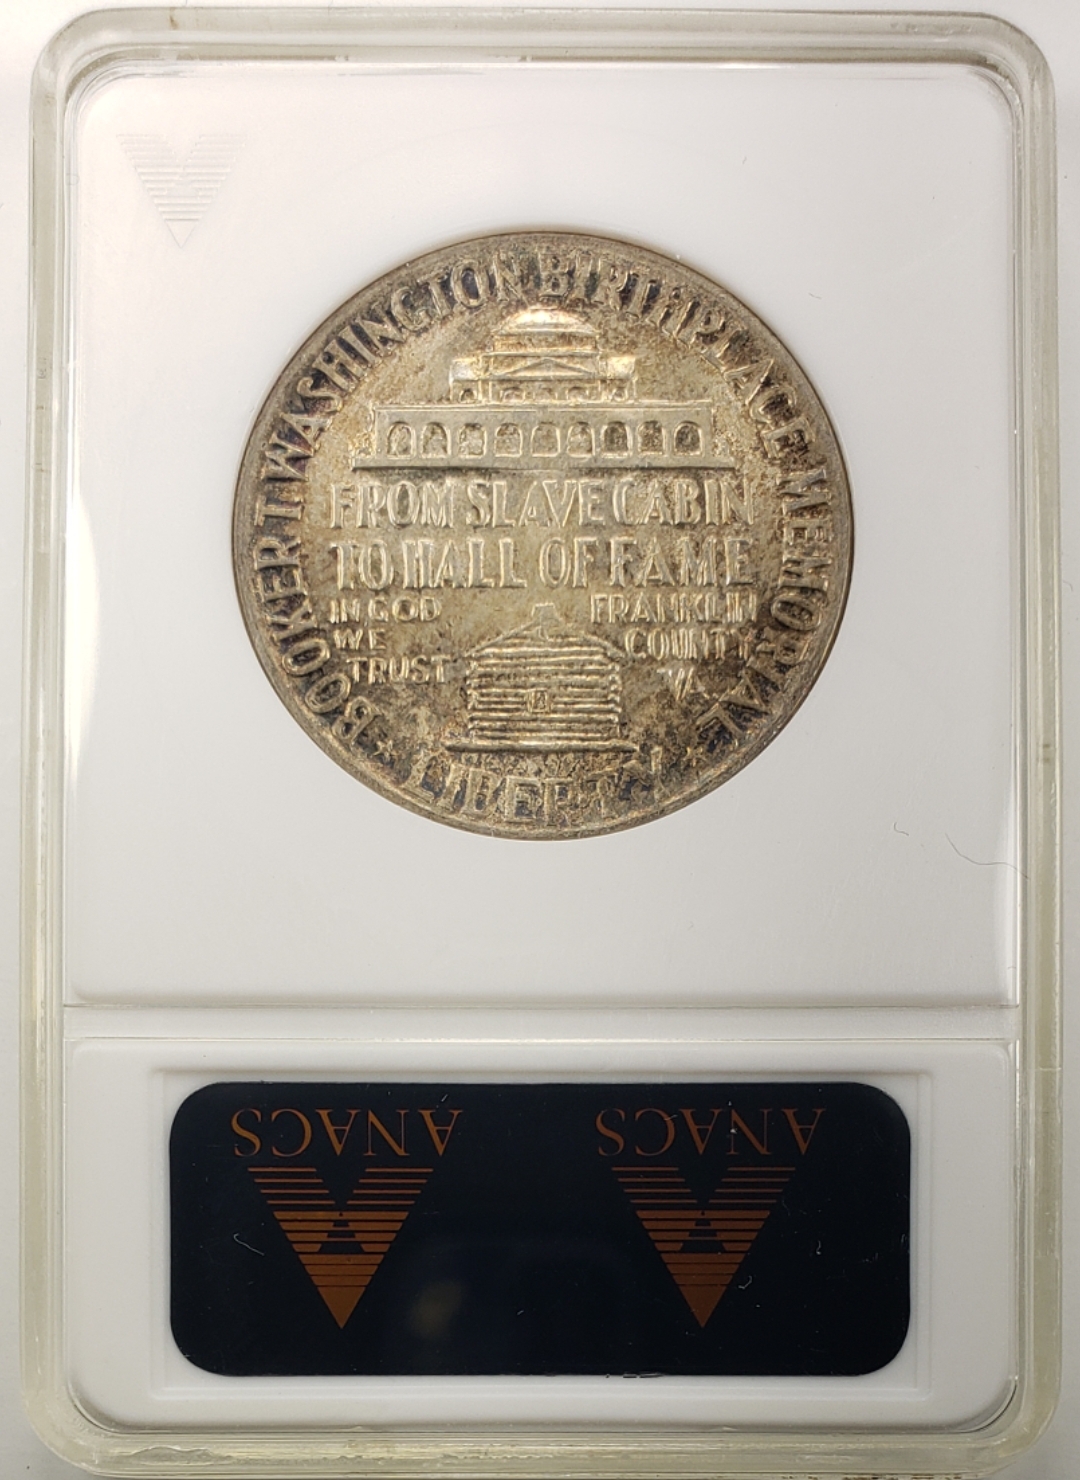 BOOKER T. WASHINGTON BIRTHPLACE MEMORIAL
FROM SLAVE CABIN
TO HALL OF FAME
IN GOD
WE
TRUST
FRANKLIN
COUNTY
VA.
LIBERTY
ANACS ANACS